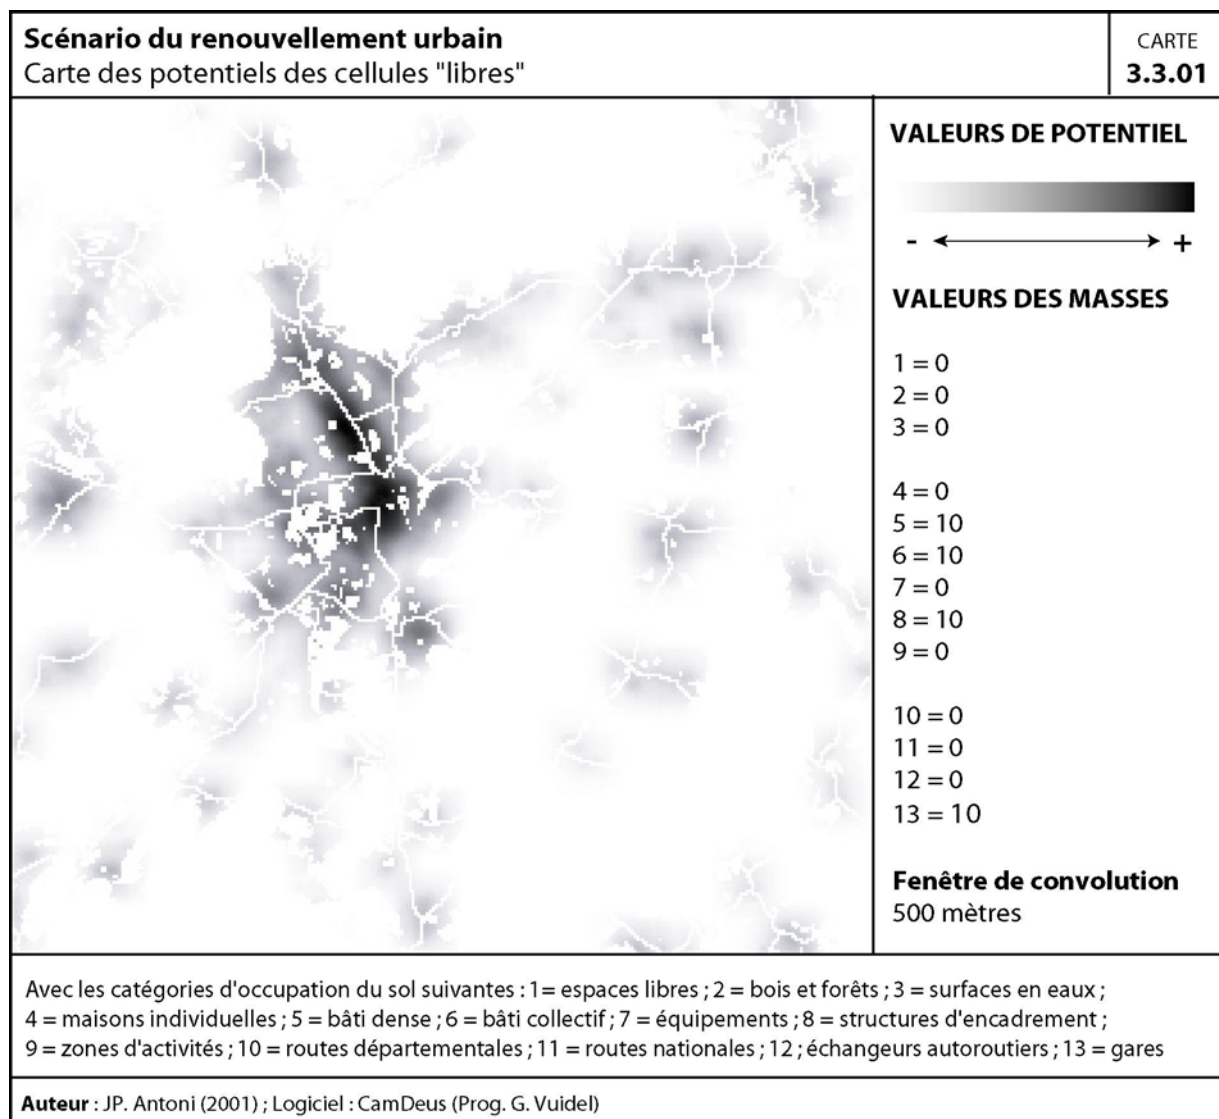 Scénario du renouvellement urbain
Carte des potentiels des cellules "libres"
CARTE
3.3.01
VALEURS DE POTENTIEL
- +
VALEURS DES MASSES
1 = 0
2 = 0
3 = 0
4 = 0
5 = 10
6 = 10
7 = 0
8 = 10
9 = 0
10 = 0
11 = 0
12 = 0
13 = 10
Fenêtre de convolution
500 mètres
Avec les catégories d'occupation du sol suivantes : 1= espaces libres ; 2 = bois et forêts ; 3 = surfaces en eaux ;
4 = maisons individuelles ; 5 = bâti dense ; 6 = bâti collectif ; 7 = équipements ; 8 = structures d'encadrement ;
9 = zones d'activités ; 10 = routes départementales ; 11 = routes nationales ; 12 ; échangeurs autoroutiers ; 13 = gares
Auteur : JP. Antoni (2001) ; Logiciel : CamDeus (Prog. G. Vuidel)